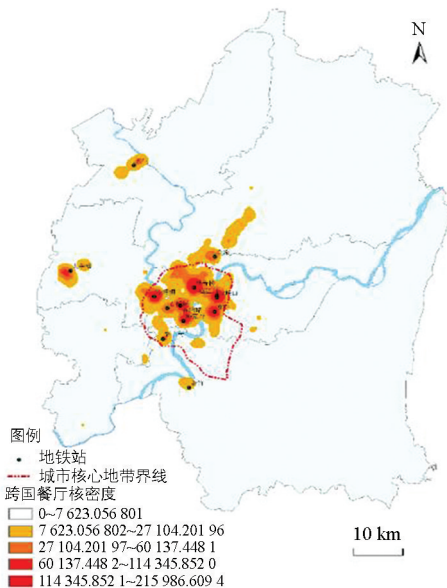 N
图例
地铁站
城市核心地带界线
跨国餐厅核密度
0~7 623.056 801
7 623.056 802~27 104.201 96
27 104.201 97~60 137.448 1
60 137.448 2~114 345.852 0
114 345.852 1~215 986.609 4
10 km